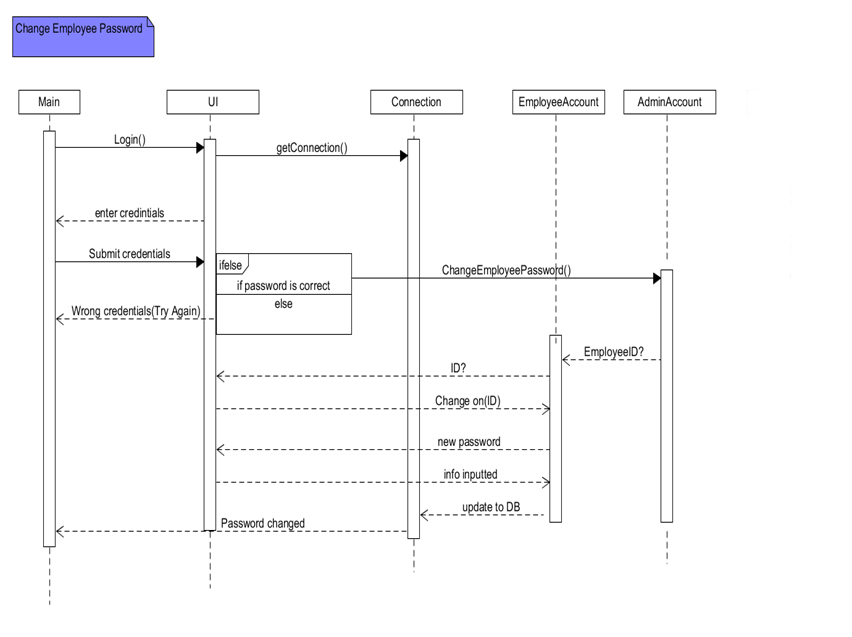 Change Employee Password
Main
UI
Connection
EmployeeAccount
AdminAccount
Login()
getConnection()
enter credintials
Submit credentials
ifelse
ChangeEmployeePassword()
if password is correct
else
Wrong credentials(Try Again)
EmployeeID?
ID?
Change on(ID)
new password
info inputted
update to DB
Password changed